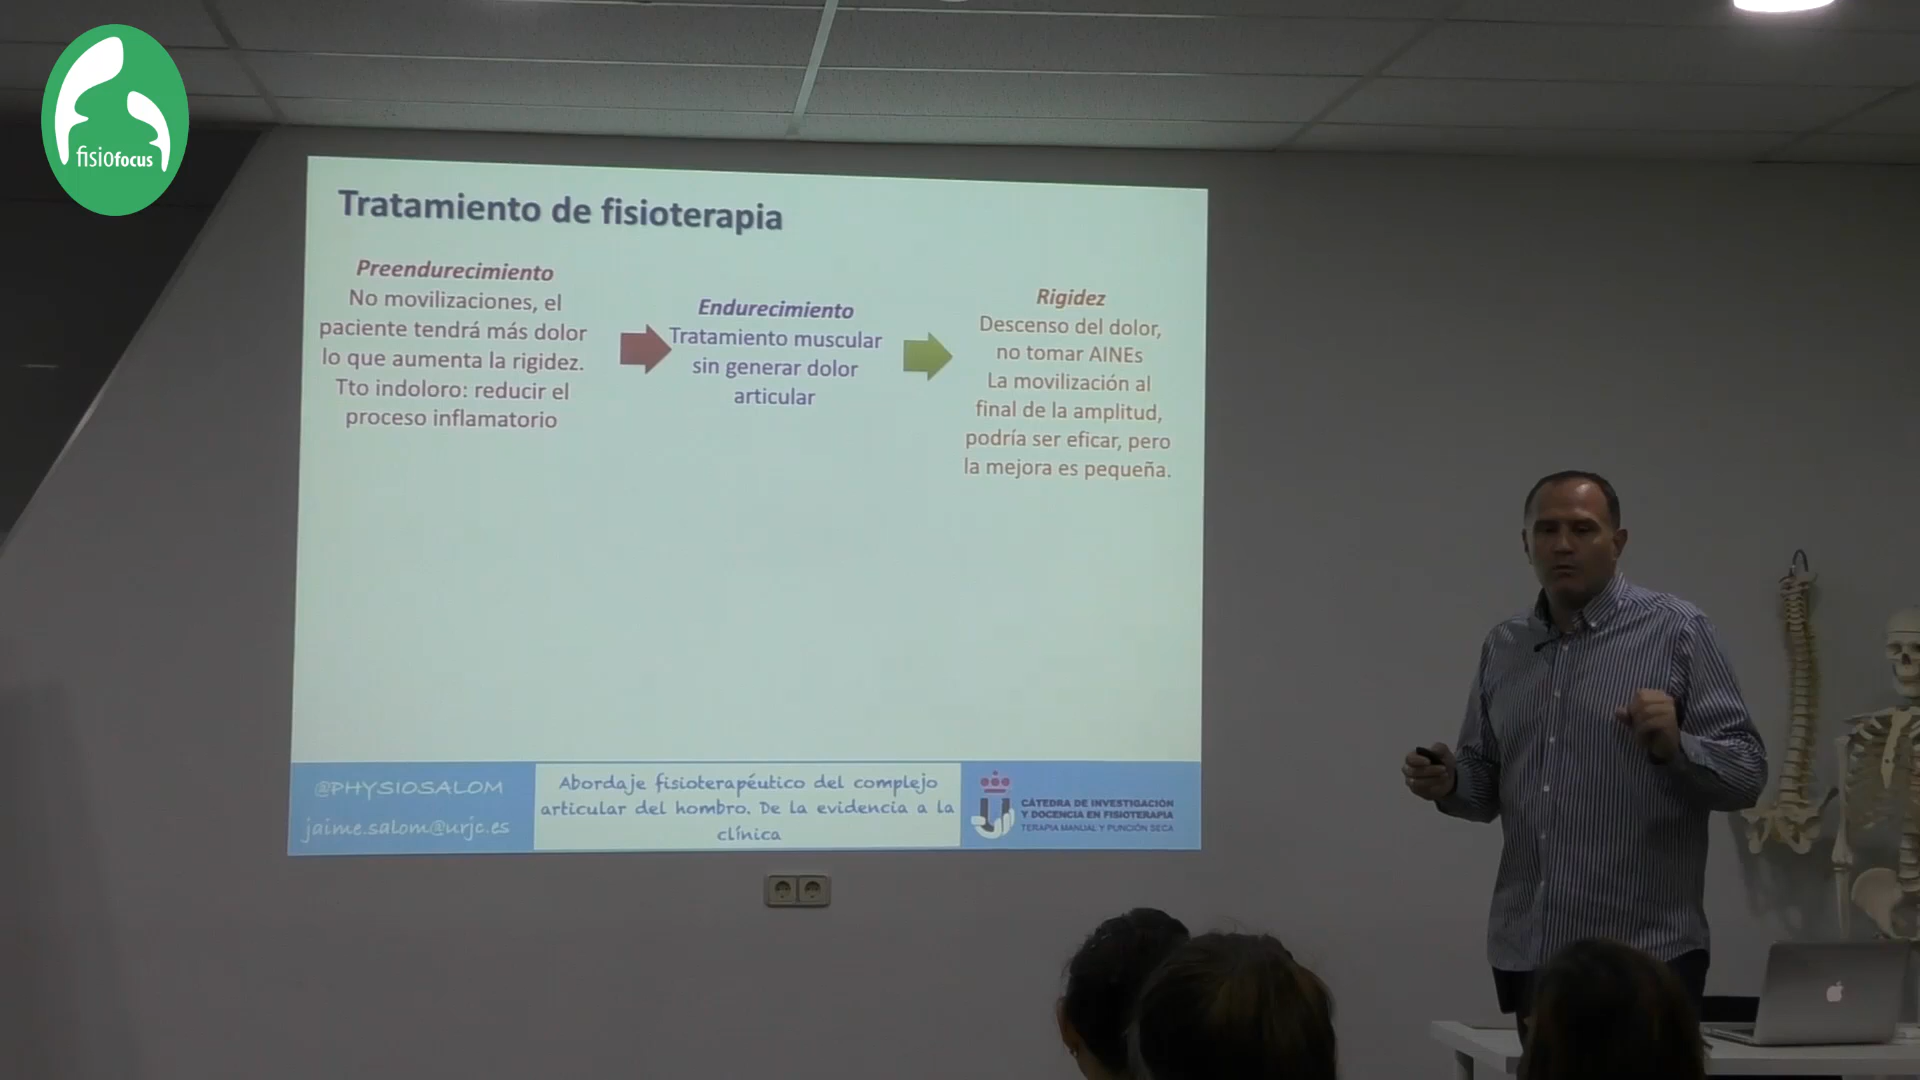 fisiofocus
Tratamiento de fisioterapia
Preendurecimiento
No movilizaciones, el
paciente tendrá más dolor
lo que aumenta la rigidez.
Tto indoloro: reducir el
proceso inflamatorio
Endurecimiento
Tratamiento muscular
sin generar dolor
articular
Rigidez
Descenso del dolor,
no tomar AINEs
La movilización al
final de la amplitud,
podría ser eficar, pero
la mejora es pequeña.
@PHYSIOSALOM
jaime.salom@urjc.es
Abordaje fisioterapéutico del complejo
articular del hombro. De la evidencia a la
clínica
CÁTEDRA DE INVESTIGACIÓN
Y DOCENCIA EN FISIOTERAPIA
TERAPIA MANUAL Y PUNCIÓN SECA